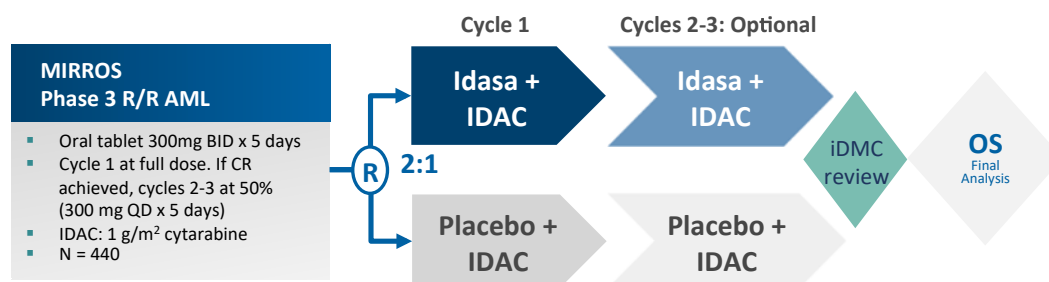 Cycle 1
Cycles 2-3: Optional
MIRROS
Phase 3 R/R AML
▪ Oral tablet 300mg BID x 5 days
▪ Cycle 1 at full dose. If CR
achieved, cycles 2-3 at 50%
(300 mg QD x 5 days)
▪ IDAC: 1 g/m² cytarabine
▪ N = 440
R
2:1
Idasa +
IDAC
Idasa +
IDAC
Placebo +
IDAC
Placebo +
IDAC
iDMC
review
OS
Final
Analysis